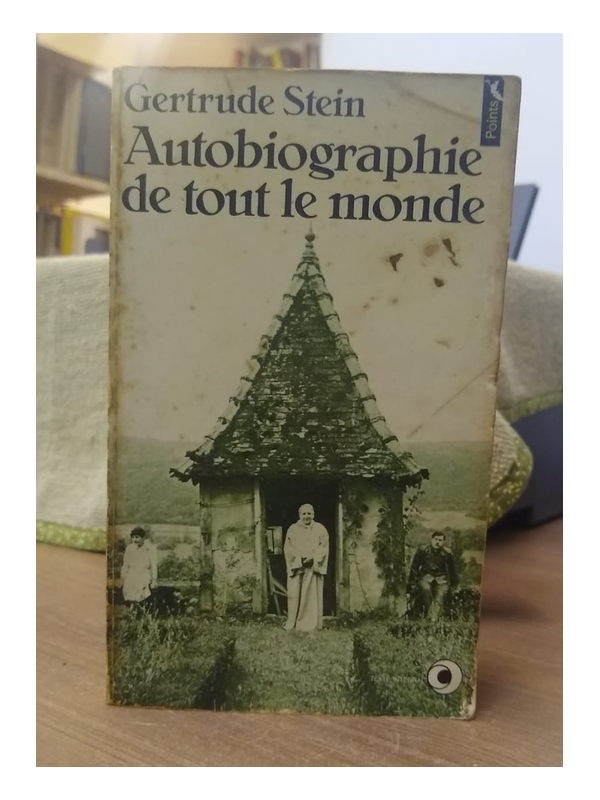 Gertrude Stein
Autobiographie
de tout le monde
Points